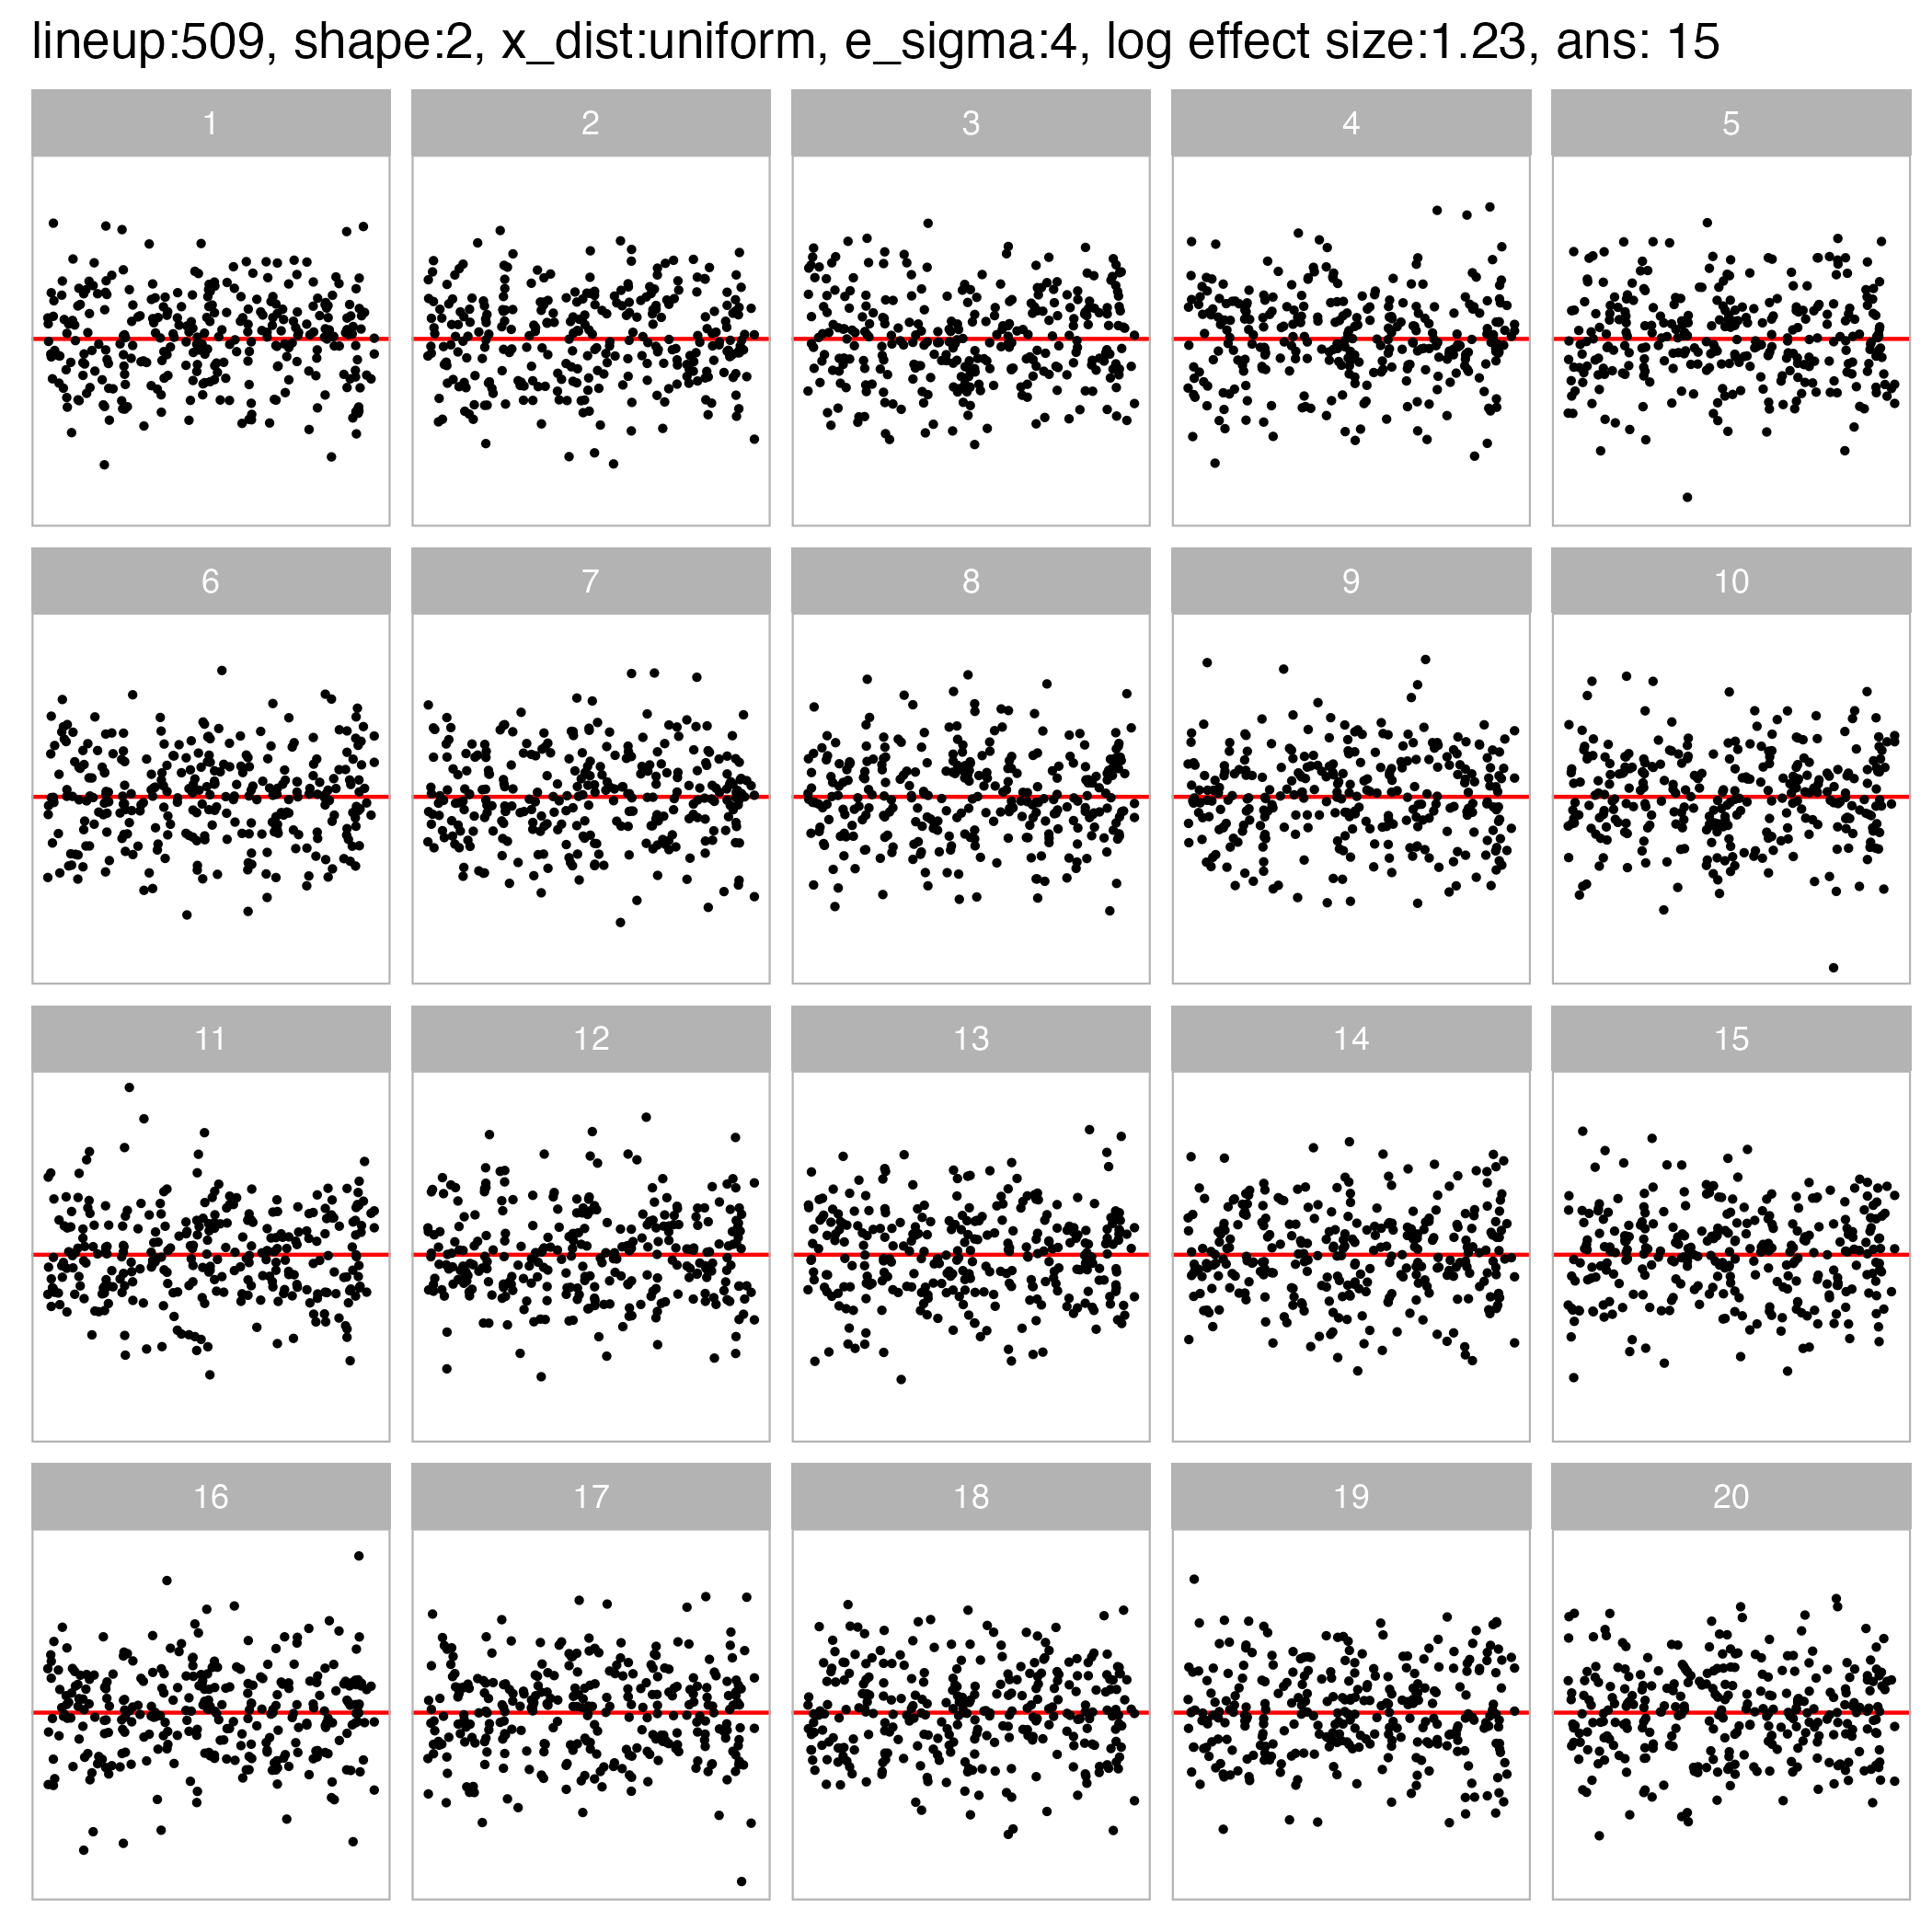 lineup:509, shape:2, x_dist:uniform, e_sigma:4, log effect size:1.23, ans: 15
1 2 3 4 5
6 7 8 9 10
11 12 13 14 15
16 17 18 19 20